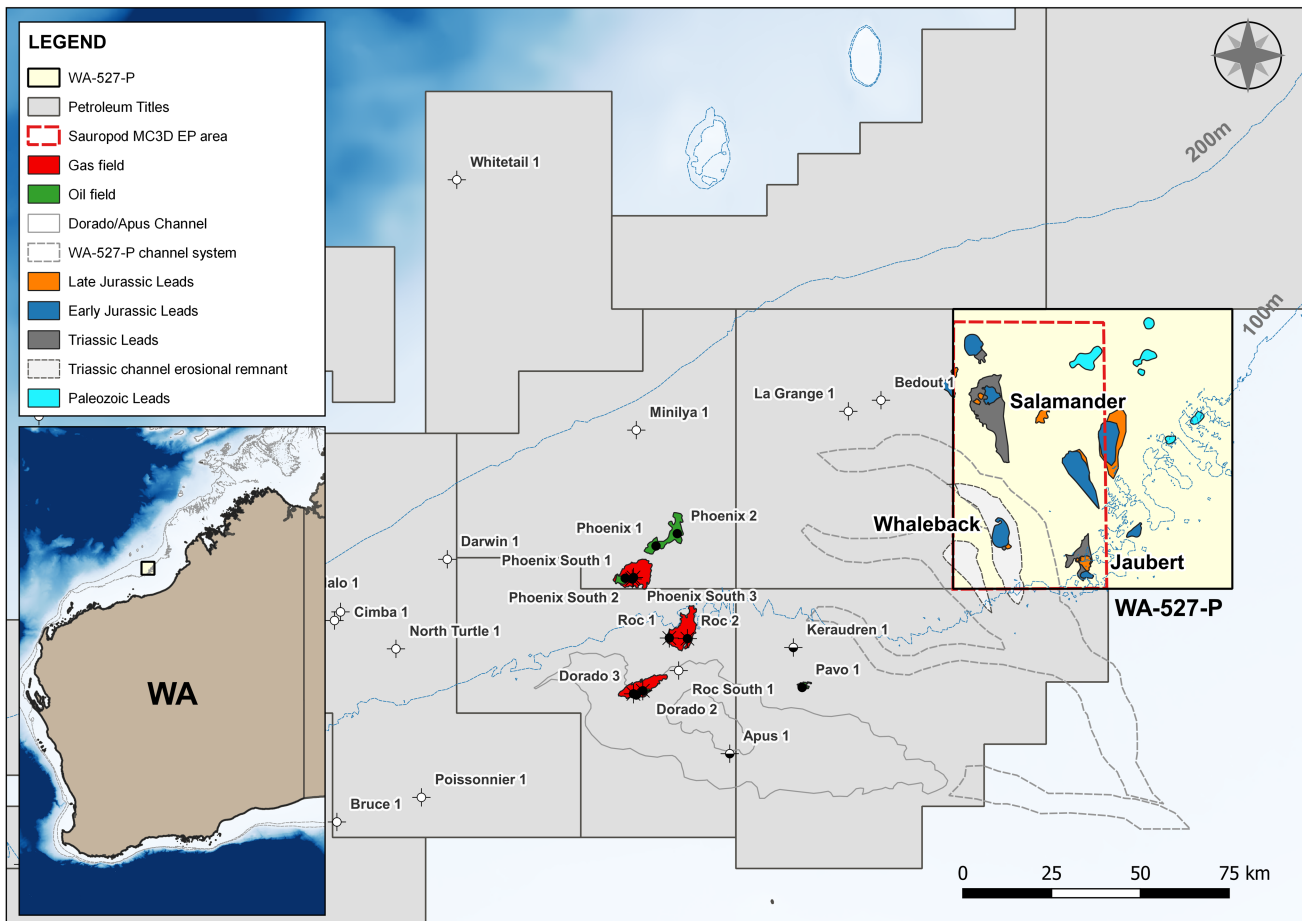 LEGEND
WA-527-P
Petroleum Titles
Sauropod MC3D EP area
Gas field
Oil field
Dorado/Apus Channel
WA-527-P channel system
Late Jurassic Leads
Early Jurassic Leads
Triassic Leads
Triassic channel erosional remnant
Paleozoic Leads
WA
Whitetail 1
200m
100m
La Grange 1
Bedout 1
Minilya 1
Salamander
Phoenix 1
Phoenix 2
Whaleback
Darwin 1
Phoenix South 1
Jaubert
Phoenix South 2
Phoenix South 3
WA-527-P
Cimba 1
Roc 1
Roc 2
North Turtle 1
Keraudren 1
Dorado 3
Pavo 1
Roc South 1
Dorado 2
Apus 1
Poissonnier 1
Bruce 1
0 25 50 75 km